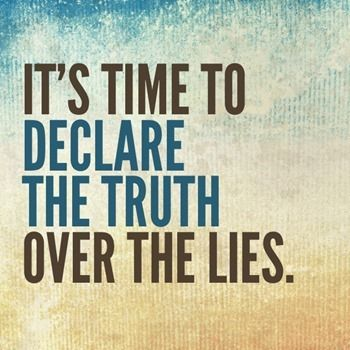 IT'S TIME TO
DECLARE
THE TRUTH
OVER THE LIES.